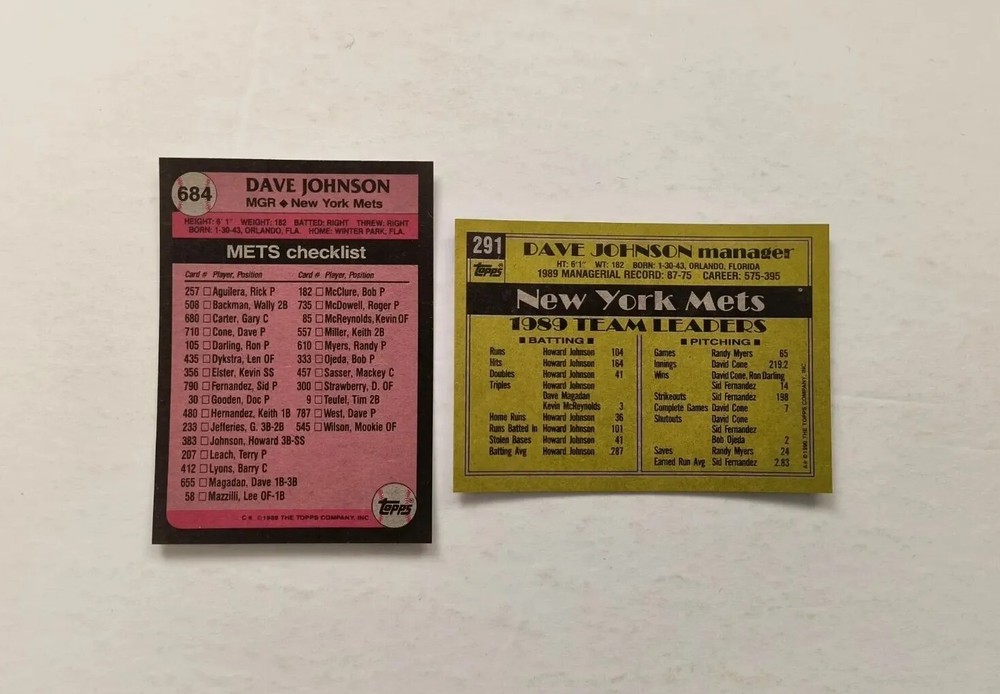 684
DAVE JOHNSON
MGR ◆ New York Mets
HEIGHT: 6' 1" WEIGHT: 182 BATTED: RIGHT THREW: RIGHT
BORN: 1-30-43, ORLANDO, FLA. HOME: WINTER PARK, FLA.
METS checklist
Card # Player, Position
257 □ Aguilera, Rick P
508 □ Backman, Wally 2B
680 □ Carter, Gary C
710 □ Cone, Dave P
105 □ Darling, Ron P
435 □ Dykstra, Len OF
356 □ Elster, Kevin SS
790 □ Fernandez, Sid P
30 □ Gooden, Doc P
480 □ Hernandez, Keith 1B
233 □ Jefferies, G. 3B-2B
383 □ Johnson, Howard 3B-SS
207 □ Leach, Terry P
412 □ Lyons, Barry C
655 □ Magadan, Dave 1B-3B
58 □ Mazzilli, Lee OF-1B
Card # Player, Position
182 □ McClure, Bob P
735 □ McDowell, Roger P
85 □ McReynolds, Kevin OF
557 □ Miller, Keith 2B
610 □ Myers, Randy P
333 □ Ojeda, Bob P
457 □ Sasser, Mackey C
300 □ Strawberry, D. OF
9 □ Teufel, Tim 2B
787 □ West, Dave P
545 □ Wilson, Mookie OF
THE TOPPS COMPANY, INC.
TOPPS®
291
TOPPS®
DAVE JOHNSON manager
HT: 6'1" WT: 182 BORN: 1-30-43, ORLANDO, FLORIDA
1989 MANAGERIAL RECORD: 87-75 CAREER: 575-395
New York Mets
1989 TEAM LEADERS
■ BATTING ■
Runs Howard Johnson 104
Hits Howard Johnson 164
Doubles Howard Johnson 41
Triples Howard Johnson
Dave Magadan
Kevin McReynolds 3
Home Runs Howard Johnson 36
Runs Batted In Howard Johnson 101
Stolen Bases Howard Johnson 41
Batting Avg Howard Johnson .287
■ PITCHING ■
Games Randy Myers 65
Innings David Cone 219.2
Wins David Cone, Ron Darling
Sid Fernandez 14
Strikeouts Sid Fernandez 198
Complete Games David Cone 7
Shutouts David Cone
Sid Fernandez
Bob Ojeda 2
Saves Randy Myers 24
Earned Run Avg Sid Fernandez 2.83
THE TOPPS COMPANY, INC.